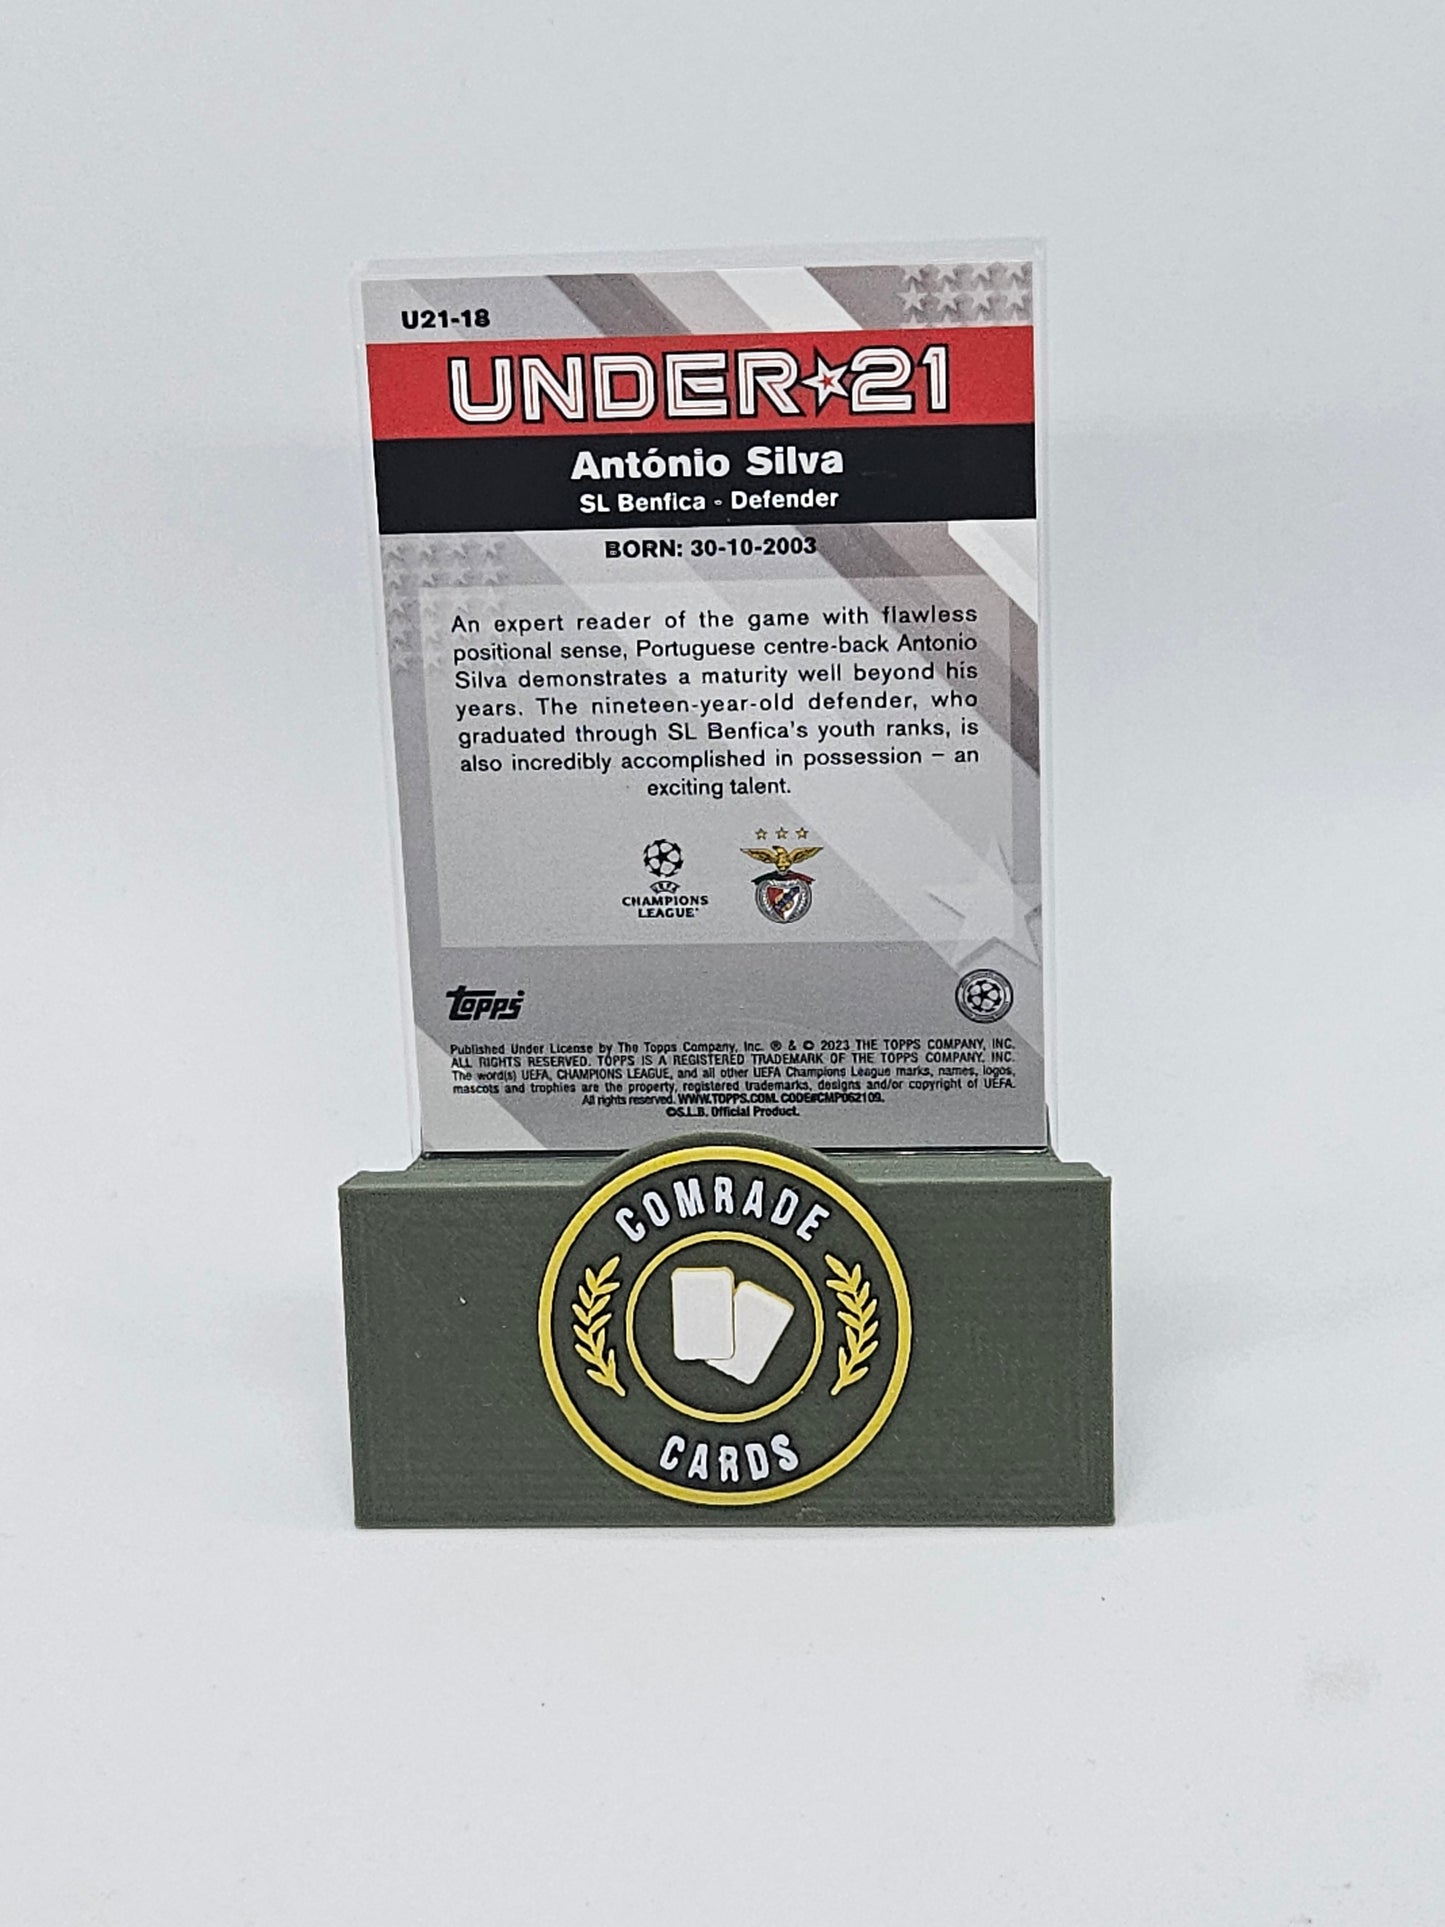 U21-18
UNDER★21
António Silva
SL Benfica - Defender
BORN: 30-10-2003
An expert reader of the game with flawless
positional sense, Portuguese centre-back Antonio
Silva demonstrates a maturity well beyond his
years. The nineteen-year-old defender, who
graduated through SL Benfica's youth ranks, is
also incredibly accomplished in possession – an
exciting talent.
UEFA
CHAMPIONS
LEAGUE
topps
Published Under License by The Topps Company, Inc. ® & © 2023 THE TOPPS COMPANY, INC.
ALL RIGHTS RESERVED. TOPPS IS A REGISTERED TRADEMARK OF THE TOPPS COMPANY, INC.
The word(s) UEFA, CHAMPIONS LEAGUE, and all other UEFA Champions League marks, names, logos,
mascots and trophies are the property, registered trademarks, designs and/or copyright of UEFA.
All rights reserved. WWW.TOPPS.COM. CODE#CMP062109.
©S.L.B. Official Product.
COMRADE
CARDS